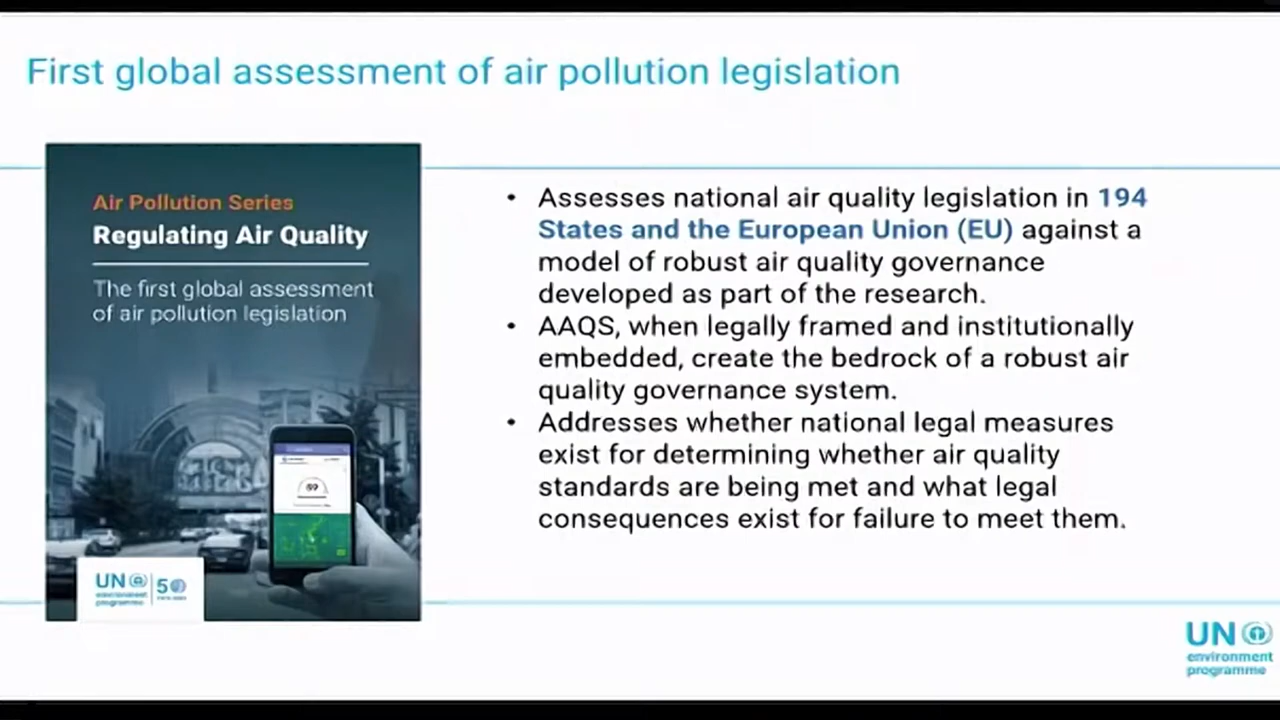 First global assessment of air pollution legislation
Air Pollution Series
Regulating Air Quality
The first global assessment
of air pollution legislation
UN
environment
programme
50
• Assesses national air quality legislation in 194
States and the European Union (EU) against a
model of robust air quality governance
developed as part of the research.
• AAQS, when legally framed and institutionally
embedded, create the bedrock of a robust air
quality governance system.
• Addresses whether national legal measures
exist for determining whether air quality
standards are being met and what legal
consequences exist for failure to meet them.
UN
environment
programme